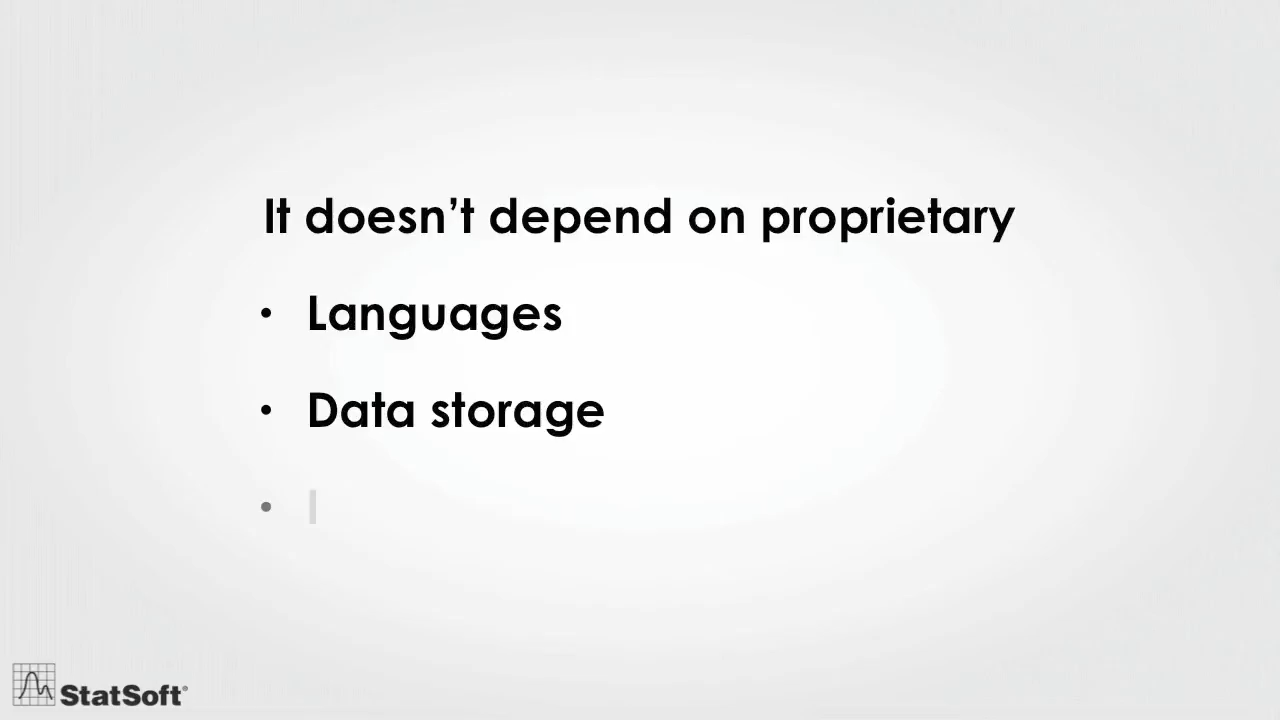 It doesn't depend on proprietary
• Languages
• Data storage
•
StatSoft®